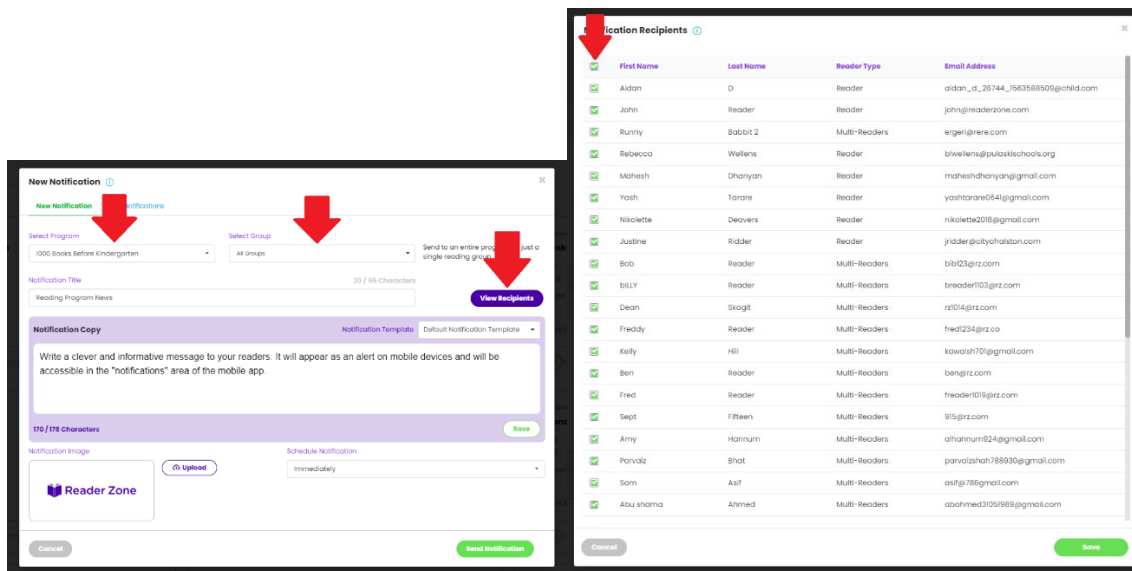 New Notification
New Notification
otifications
Select Program
Select Group
1000 Books Before Kindergarten
All Groups
Send to an entire pro just a
single reading group.
Notification Title
20 / 65 Characters
Reading Program News
View Recipients
Notification Copy
Notification Template
Default Notification Template
Write a clever and informative message to your readers. It will appear as an alert on mobile devices and will be
accessible in the "notifications" area of the mobile app.
170 / 178 Characters
Save
Notification Image
Schedule Notification
Upload
Immediately
Reader Zone
Cancel
Send Notification
ication Recipients
First Name Last Name Reader Type Email Address
Aidan D Reader aidan_d_26744_1563588509@child.com
John Reader Reader john@readerzone.com
Runny Babbit 2 Multi-Readers ergeri@rere.com
Rebecca Wellens Reader blwellens@pulaskischools.org
Mahesh Dhanyan Reader maheshdhanyan@gmail.com
Yash Tarare Reader yashtarare0641@gmail.com
Nikolette Deavers Reader nikolette2018@gmail.com
Justine Ridder Reader jridder@cityofralston.com
Bob Reader Multi-Readers bib123@rz.com
biLLY Reader Multi-Readers breader1103@rz.com
Dean Skagit Multi-Readers rz1014@rz.com
Freddy Reader Multi-Readers fred1234@rz.co
Kelly Hill Multi-Readers kawalsh701@gmail.com
Ben Reader Multi-Readers ben@rz.com
Fred Reader Multi-Readers freader1019@rz.com
Sept Fifteen Multi-Readers 915@rz.com
Amy Hannum Multi-Readers alhannum924@gmail.com
Parvaiz Bhat Multi-Readers parvaizshah788930@gmail.com
Sam Asif Multi-Readers asif@786gmail.com
Abu shama Ahmed Multi-Readers abahmed31051989@gmail.com
Cancel
Save